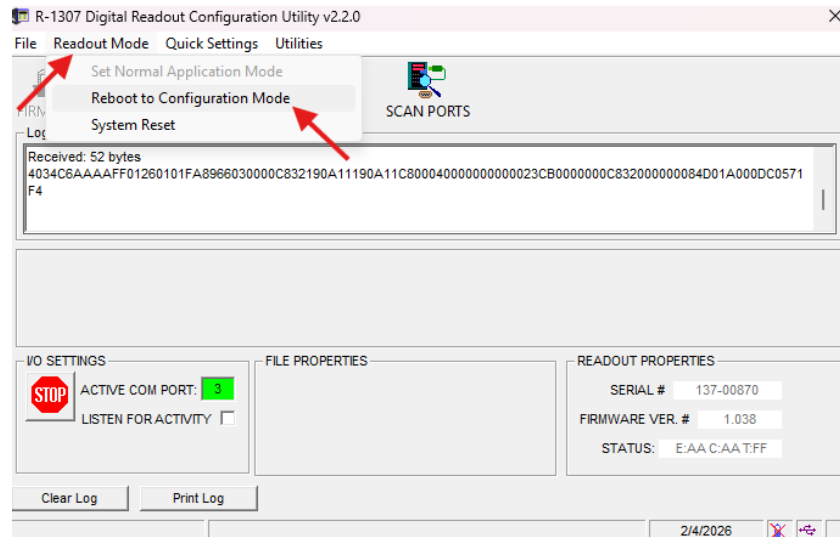 R-1307 Digital Readout Configuration Utility v2.2.0
File Readout Mode Quick Settings Utilities
Set Normal Application Mode
Reboot to Configuration Mode
System Reset
SCAN PORTS
Received: 52 bytes
4034C6AAAAFF01260101FA8966030000C832190A11190A11C800040000000000023CB0000000C832000000084D01A000DC0571
F4
I/O SETTINGS
STOP
ACTIVE COM PORT: 3
LISTEN FOR ACTIVITY
FILE PROPERTIES
READOUT PROPERTIES
SERIAL # 137-00870
FIRMWARE VER. # 1.038
STATUS: E:AA C:AA T:FF
Clear Log Print Log
2/4/2026